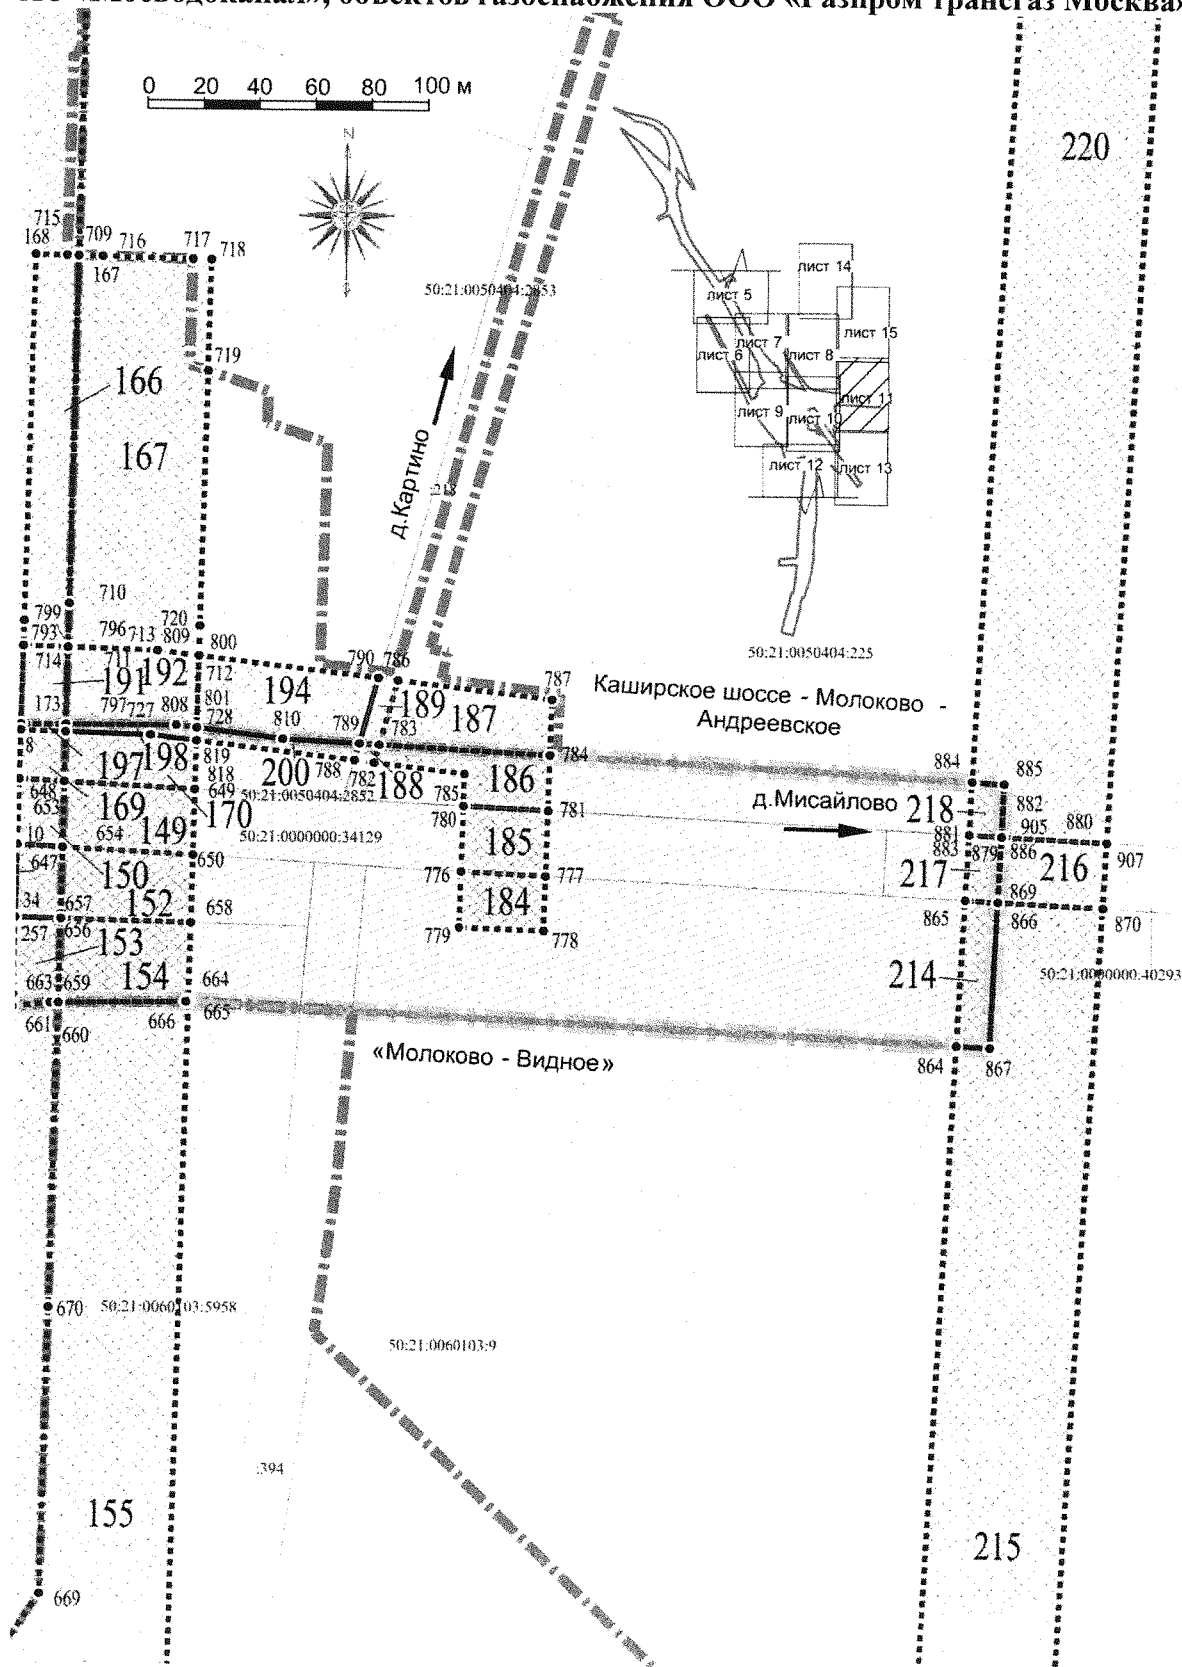 «Мосводоканал», объектов газоснабжения ООО «Газпром трансгаз Москва»
0 20 40 60 80 100 м
220
715
168 709 716 717 718
167
50:21:0050404:2853
лист 14
лист 5
лист 15
лист 7
лист 6 лист 8
719
166
лист 11
лист 9
лист 10
167
д.Картино
лист 12 лист 13
710
799
720
793 796 713 809 800
50:21:0050404:225
714 711 192 712 790 786
191 194 787
Каширское шоссе - Молоково -
Андреевское
189 187
173 797 808 801
727 728 810 789 783
784 884 885
8 197 198 819 200 788 782 188 186
818
648 649 50:21:0050404:2852 785 781
д.Мисайлово 218 882
653 169 170 780 905 880
10 654 149 50:21:0000000:34129 185 881
883 879 886 216 907
647 150 650 776 777 217
34 657 152 658 184 865 869 866 870
257 656
153 779 778
663 659 154 664 214 50:21:0000000:40293
661 660 666 665
«Молоково - Видное» 864 867
670 50:21:0060103:5958
50:21:0060103:9
:394
155
215
669